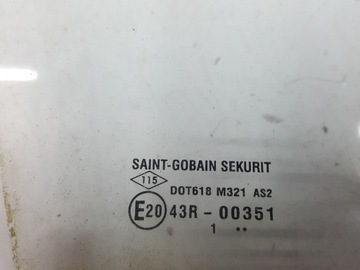 SAINT-GOBAIN SEKURIT
115 DOT618 M321 AS2
E20 43R - 00351
1 ••